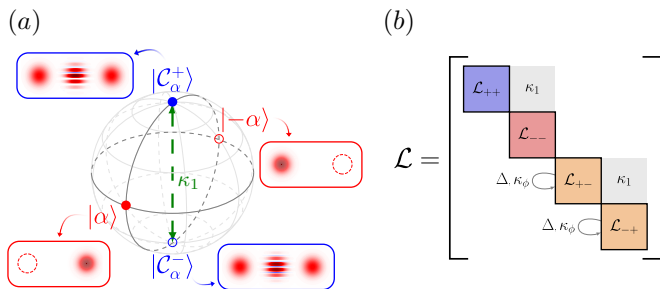 (a)
(b)
|𝒞α⁺⟩
|−α⟩
κ₁
|α⟩
|𝒞α⁻⟩
ℒ =
ℒ₊₊ κ₁
ℒ₋₋
Δ, κϕ ℒ₊₋ κ₁
Δ, κϕ ℒ₋₊